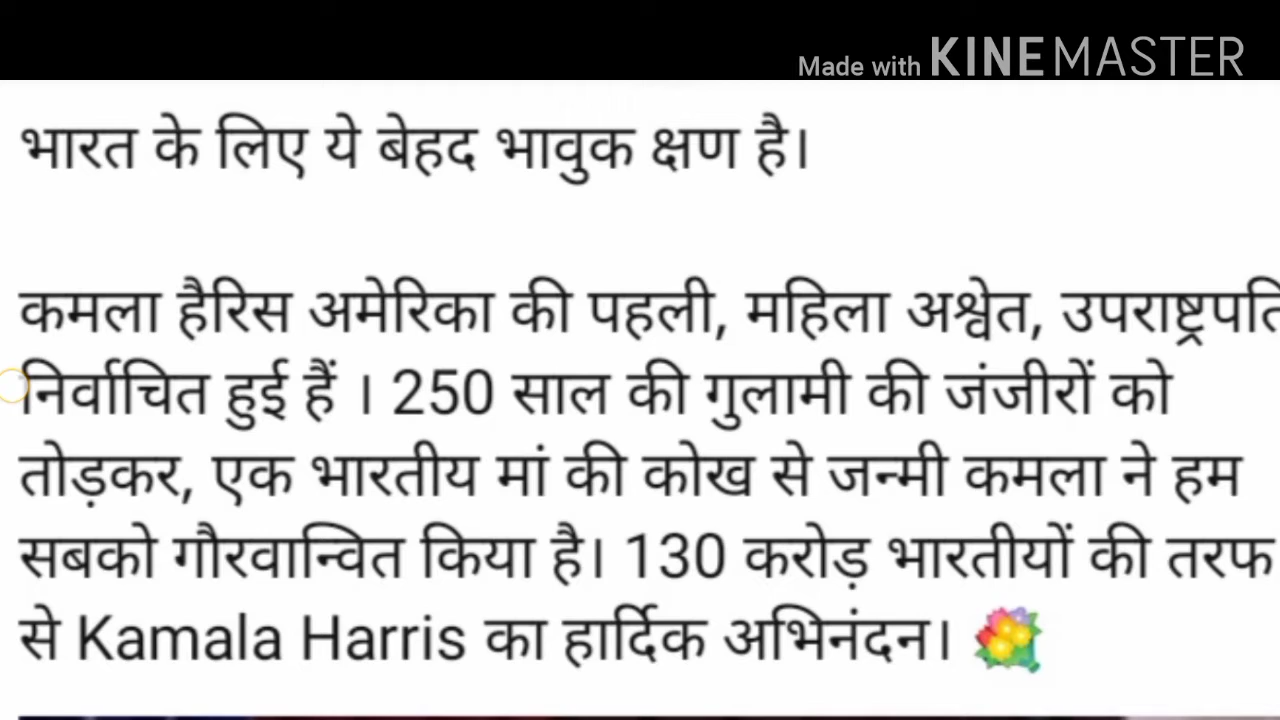 Made with KINEMASTER
भारत के लिए ये बेहद भावुक क्षण है।
कमला हैरिस अमेरिका की पहली, महिला अश्वेत, उपराष्ट्रपति
निर्वाचित हुई हैं । 250 साल की गुलामी की जंजीरों को
तोड़कर, एक भारतीय मां की कोख से जन्मी कमला ने हम
सबको गौरवान्वित किया है। 130 करोड़ भारतीयों की तरफ
से Kamala Harris का हार्दिक अभिनंदन। 💐